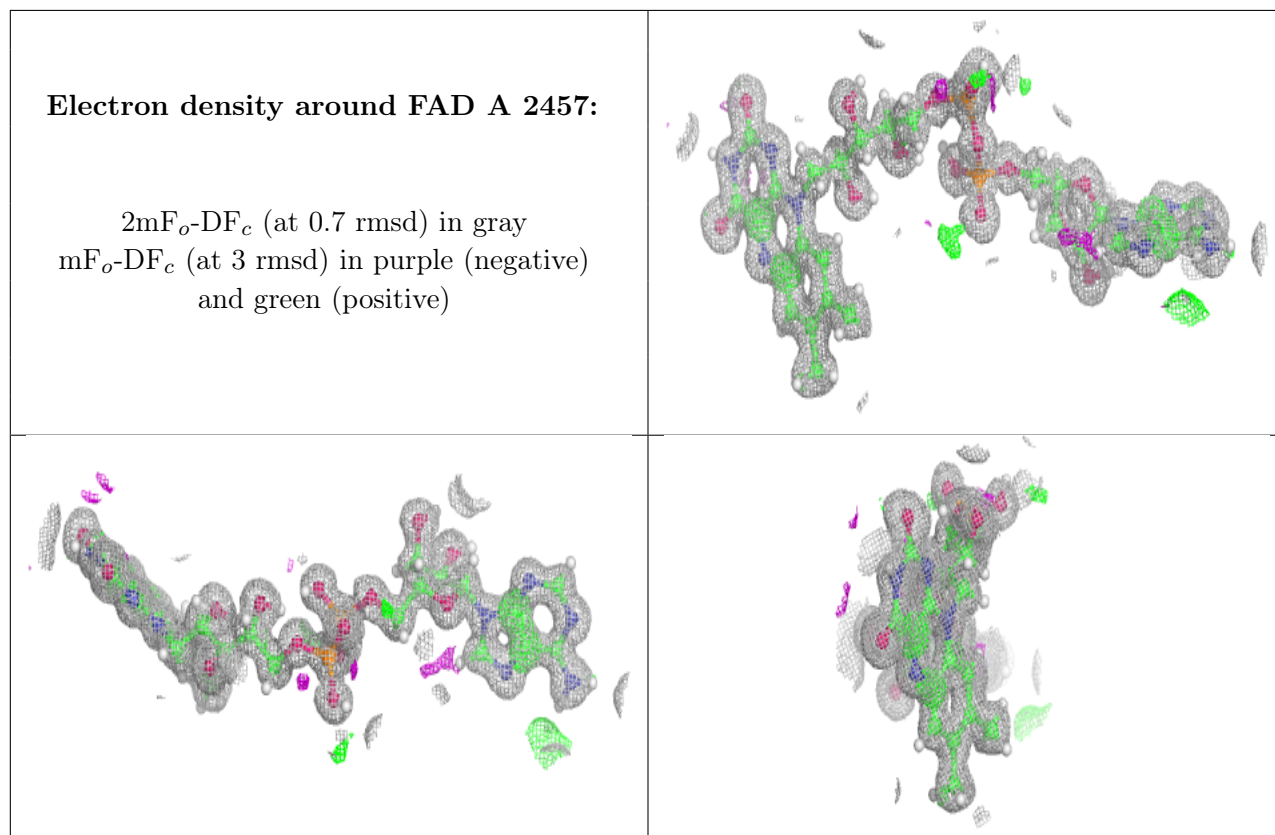 Electron density around FAD A 2457:
2mFo-DFc (at 0.7 rmsd) in gray
mFo-DFc (at 3 rmsd) in purple (negative)
and green (positive)